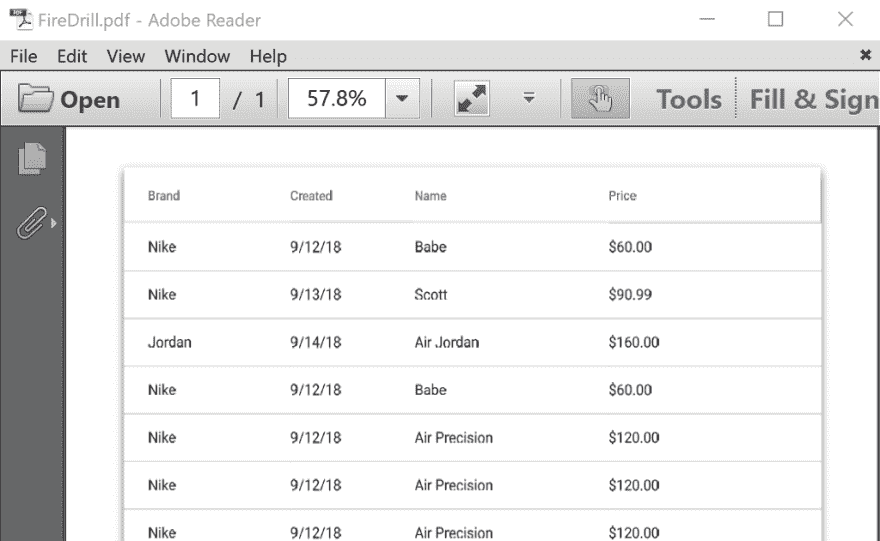 FireDrill.pdf - Adobe Reader
File Edit View Window Help
Open 1 / 1 57.8% Tools Fill & Sign
Brand Created Name Price
Nike 9/12/18 Babe $60.00
Nike 9/13/18 Scott $90.99
Jordan 9/14/18 Air Jordan $160.00
Nike 9/12/18 Babe $60.00
Nike 9/12/18 Air Precision $120.00
Nike 9/12/18 Air Precision $120.00
Nike 9/12/18 Air Precision $120.00